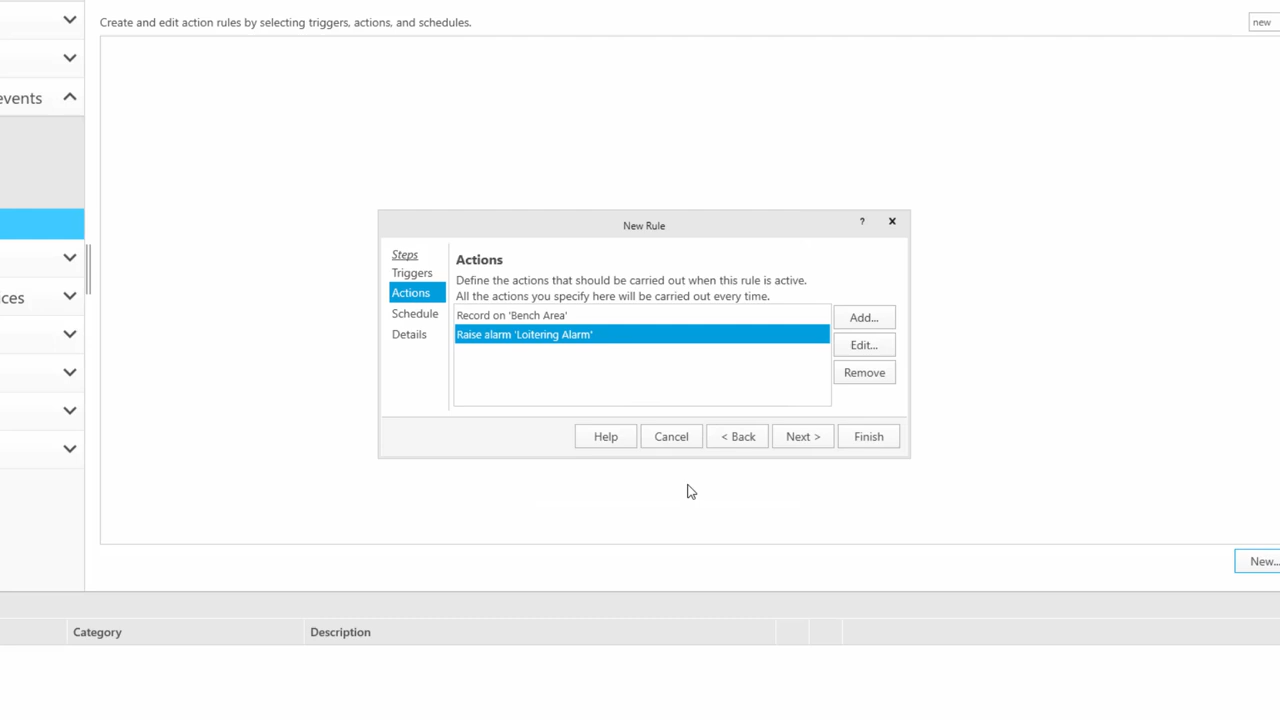 Create and edit action rules by selecting triggers, actions, and schedules.
new
events
ices
New Rule
?
Steps
Triggers
Actions
Schedule
Details
Actions
Define the actions that should be carried out when this rule is active.
All the actions you specify here will be carried out every time.
Record on 'Bench Area'
Raise alarm 'Loitering Alarm'
Add...
Edit...
Remove
Help
Cancel
< Back
Next >
Finish
New...
Category
Description